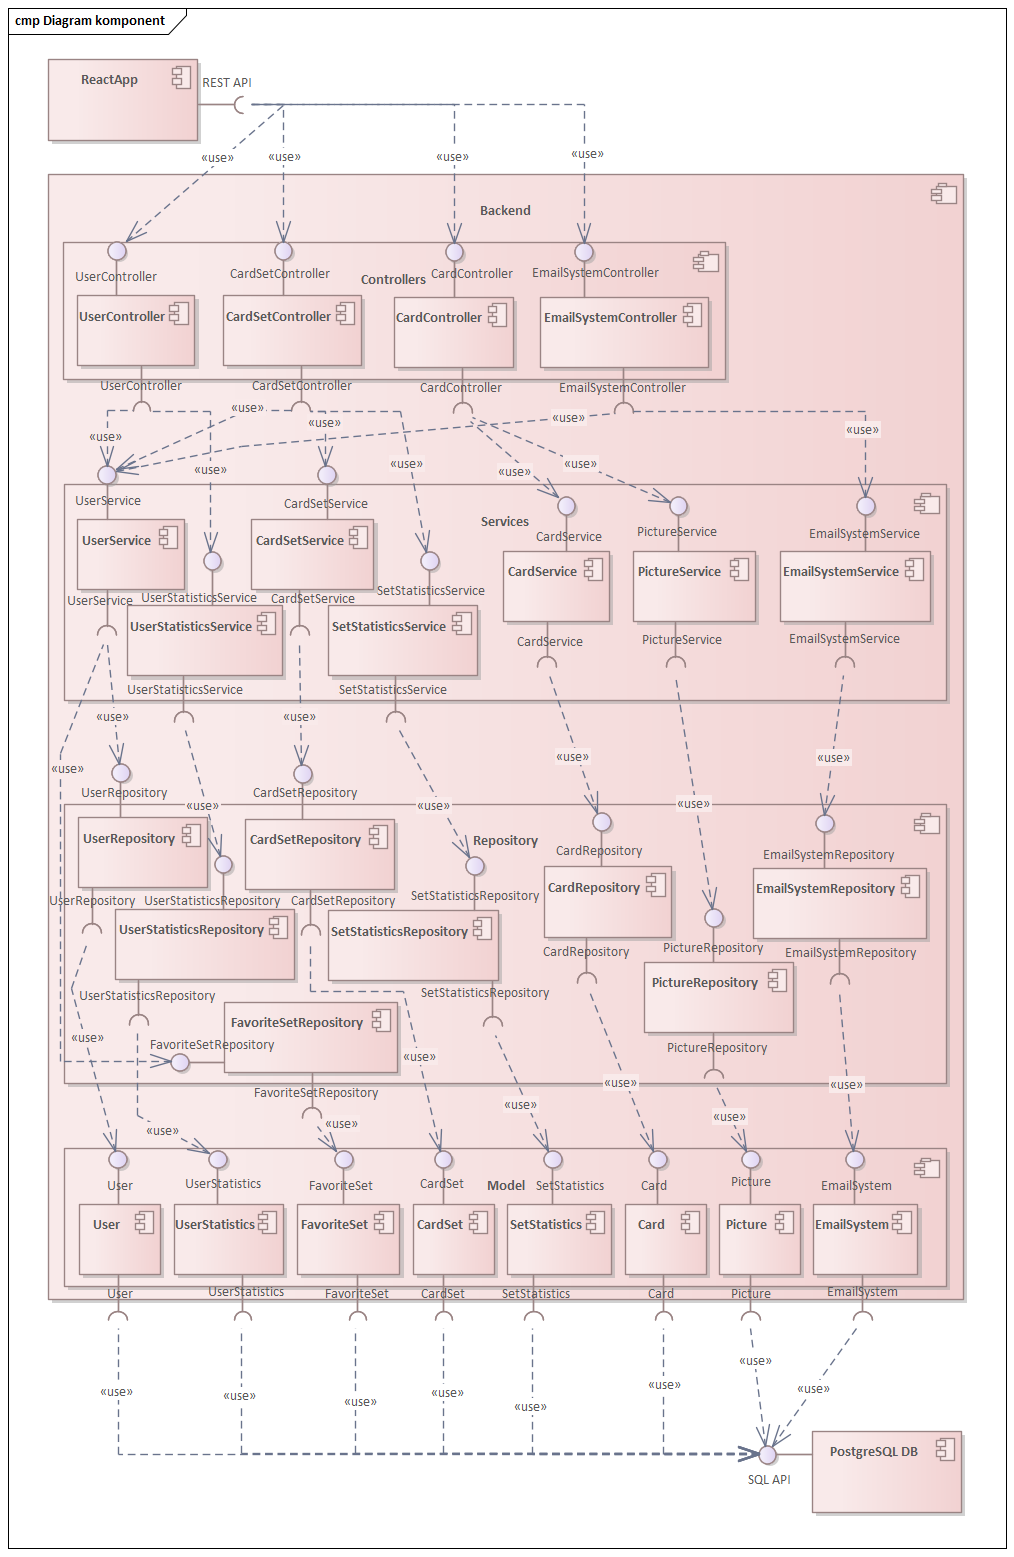 cmp Diagram komponent
ReactApp
REST API
«use»
«use»
«use»
«use»
Backend
UserController
CardSetController
Controllers
CardController
EmailSystemController
UserController
CardSetController
CardController
EmailSystemController
UserController
CardSetController
CardController
EmailSystemController
«use»
«use»
«use»
«use»
«use»
«use»
«use»
«use»
«use»
UserService
CardSetService
Services
CardService
PictureService
EmailSystemService
UserService
CardSetService
CardService
PictureService
EmailSystemService
UserService
UserStatisticsService
CardSetService
SetStatisticsService
UserStatisticsService
SetStatisticsService
CardService
PictureService
EmailSystemService
UserStatisticsService
SetStatisticsService
«use»
«use»
«use»
«use»
«use»
«use»
«use»
«use»
UserRepository
CardSetRepository
UserRepository
CardSetRepository
Repository
CardRepository
EmailSystemRepository
CardRepository
EmailSystemRepository
UserRepository
UserStatisticsRepository
CardSetRepository
SetStatisticsRepository
UserStatisticsRepository
SetStatisticsRepository
CardRepository
PictureRepository
EmailSystemRepository
PictureRepository
UserStatisticsRepository
SetStatisticsRepository
FavoriteSetRepository
FavoriteSetRepository
PictureRepository
«use»
«use»
«use»
«use»
FavoriteSetRepository
«use»
«use»
«use»
«use»
User
UserStatistics
FavoriteSet
CardSet
Model
SetStatistics
Card
Picture
EmailSystem
User
UserStatistics
FavoriteSet
CardSet
SetStatistics
Card
Picture
EmailSystem
User
UserStatistics
FavoriteSet
CardSet
SetStatistics
Card
Picture
EmailSystem
«use»
«use»
«use»
«use»
«use»
«use»
«use»
«use»
PostgreSQL DB
SQL API